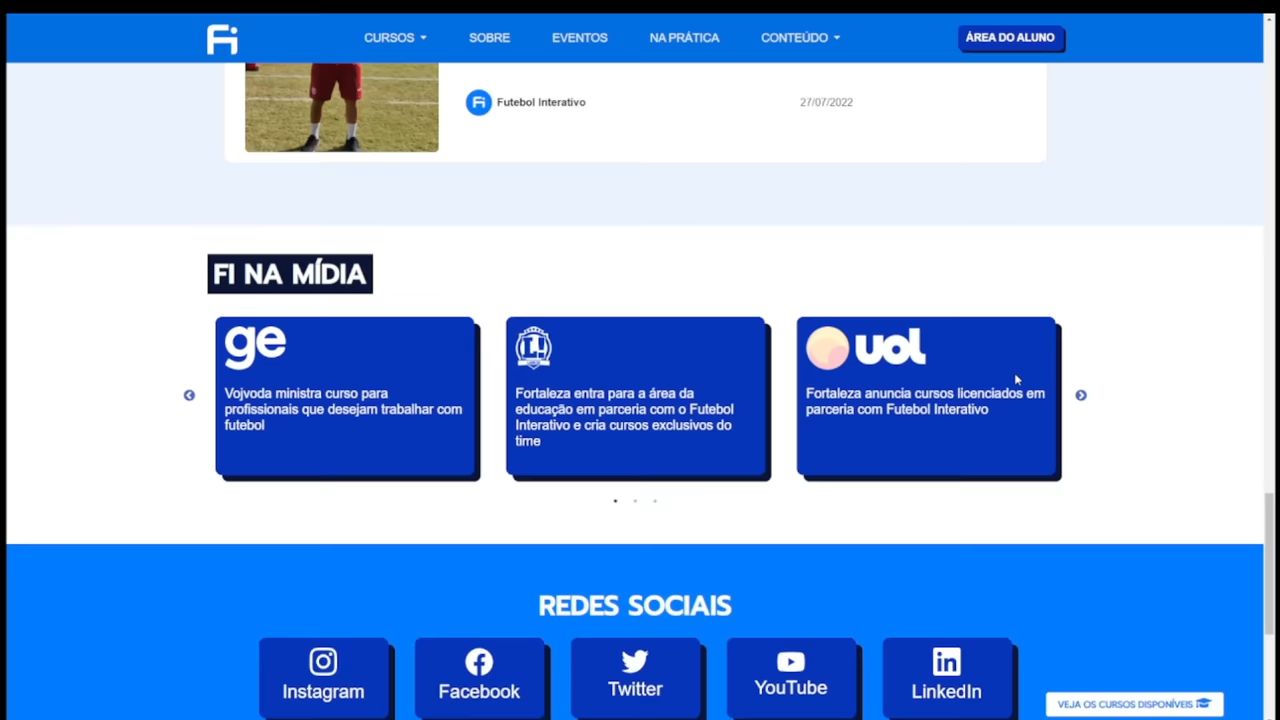 Fi CURSOS SOBRE EVENTOS NA PRÁTICA CONTEÚDO ÁREA DO ALUNO
Fi Futebol Interativo 27/07/2022
FI NA MÍDIA
ge
Vojvoda ministra curso para
profissionais que desejam trabalhar com
futebol
Fortaleza entra para a área da
educação em parceria com o Futebol
Interativo e cria cursos exclusivos do
time
uol
Fortaleza anuncia cursos licenciados em
parceria com Futebol Interativo
REDES SOCIAIS
Instagram Facebook Twitter YouTube LinkedIn
VEJA OS CURSOS DISPONÍVEIS